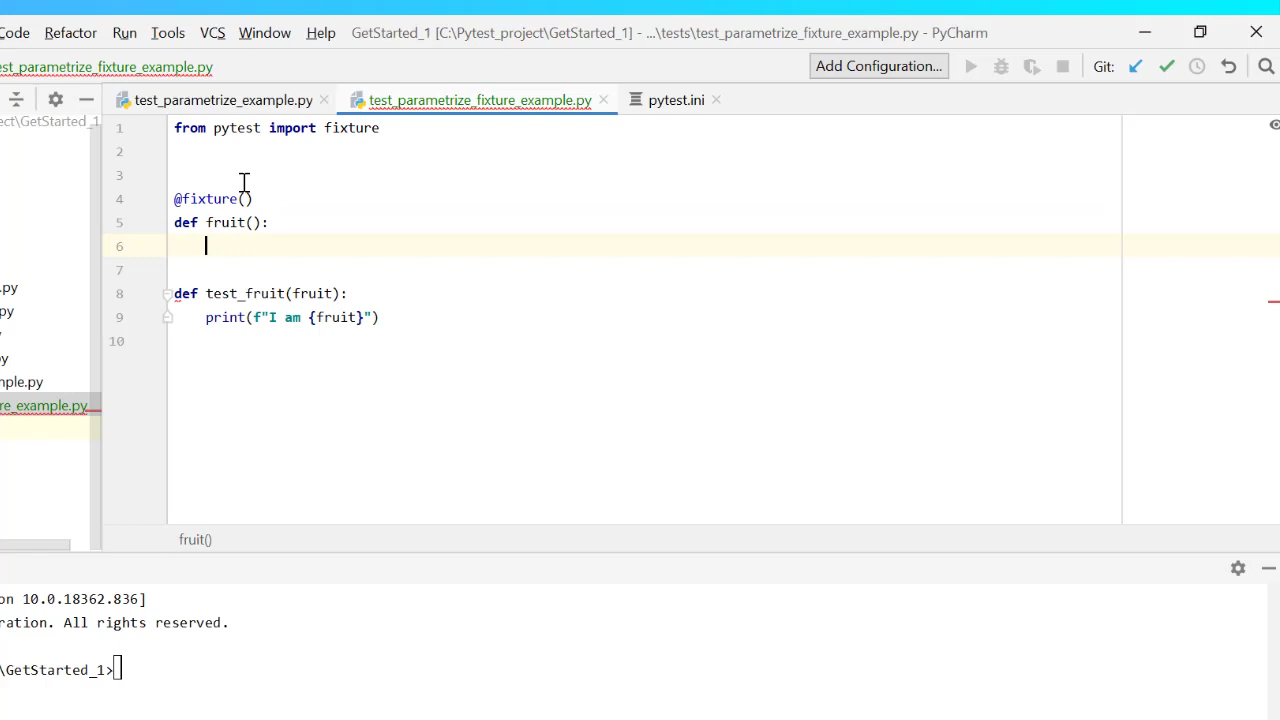 Code Refactor Run Tools VCS Window Help GetStarted_1 [C:\Pytest_project\GetStarted_1] - ...\tests\test_parametrize_fixture_example.py - PyCharm
est_parametrize_fixture_example.py Add Configuration... Git:
test_parametrize_example.py test_parametrize_fixture_example.py pytest.ini
ect\GetStarted_1
1 from pytest import fixture
2
3
4 @fixture()
5 def fruit():
6
7
8 def test_fruit(fruit):
9 print(f"I am {fruit}")
10
.py
py
y
py
mple.py
re_example.py
fruit()
on 10.0.18362.836]
ration. All rights reserved.
\GetStarted_1>